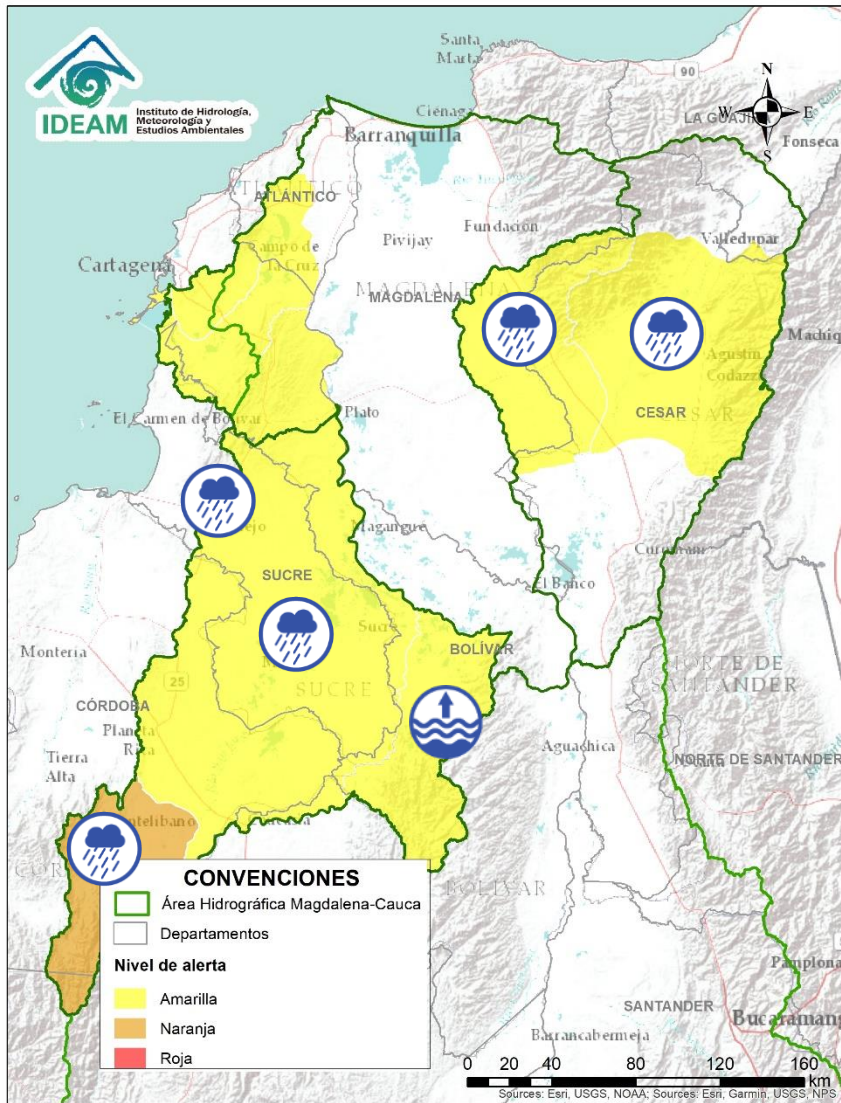 Santa
Marta
90
N
W
E
S
IDEAM
Instituto de Hidrología,
Meteorología y
Estudios Ambientales
Ciénaga
Barranquilla
LA GUAJIRA
Fonseca
ATLÁNTICO
ATLÁNTICO
Fundación
Pivijay
Valledupar
Campo de
la Cruz
Cartagena
MAGDALENA
MAGDALENA
Agustín
Codazzi
CESAR
CESAR
Plato
El Carmen de Bolívar
Magangué
Curumaní
El Banco
SUCRE
Sucre
SUCRE
BOLÍVAR
Montería
25
CÓRDOBA
Planeta
Rica
Tierra
Alta
NORTE DE
SANTANDER
Aguachica
NORTE DE SANTANDER
BOLÍVAR
CONVENCIONES
Área Hidrográfica Magdalena-Cauca
Departamentos
Nivel de alerta
Amarilla
Naranja
Roja
Pamplona
SANTANDER
Barrancabermeja
0 20 40 80 120 160
km
Sources: Esri, USGS, NOAA; Sources: Esri, Garmin, USGS, NPS